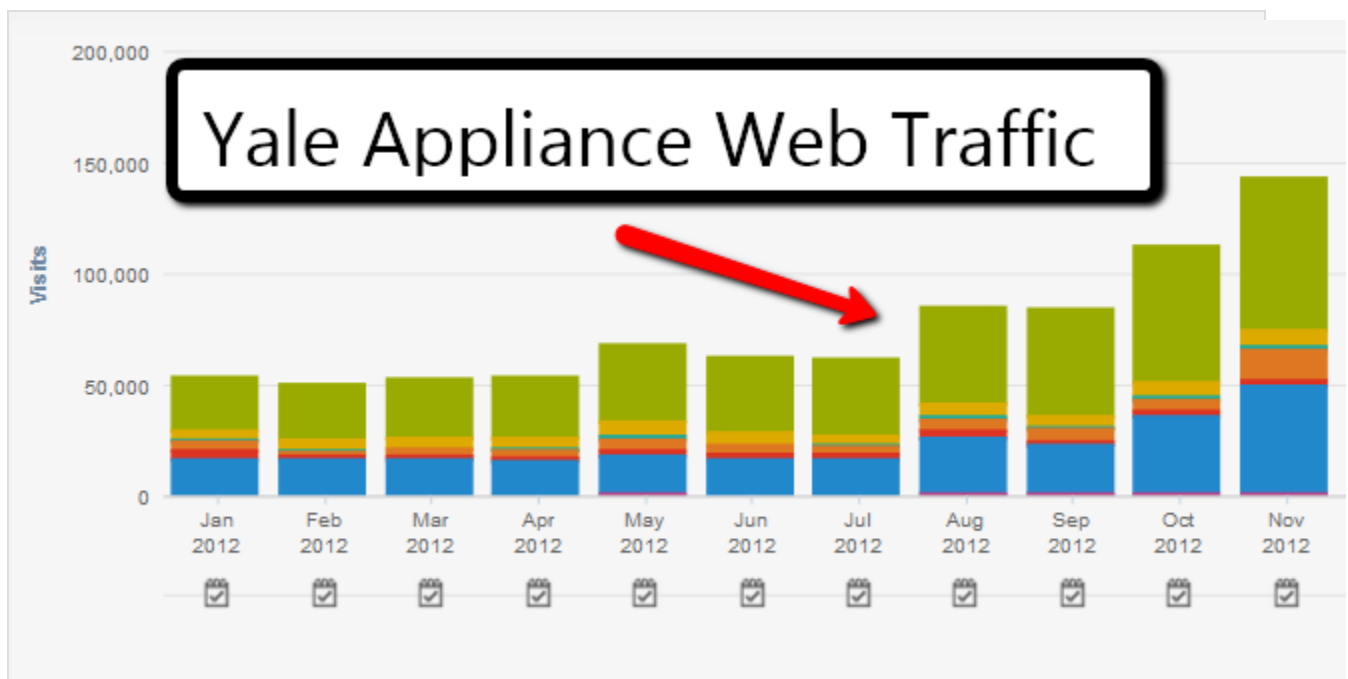 200,000
Yale Appliance Web Traffic
150,000
Visits
100,000
50,000
0
Jan Feb Mar Apr May Jun Jul Aug Sep Oct Nov
2012 2012 2012 2012 2012 2012 2012 2012 2012 2012 2012